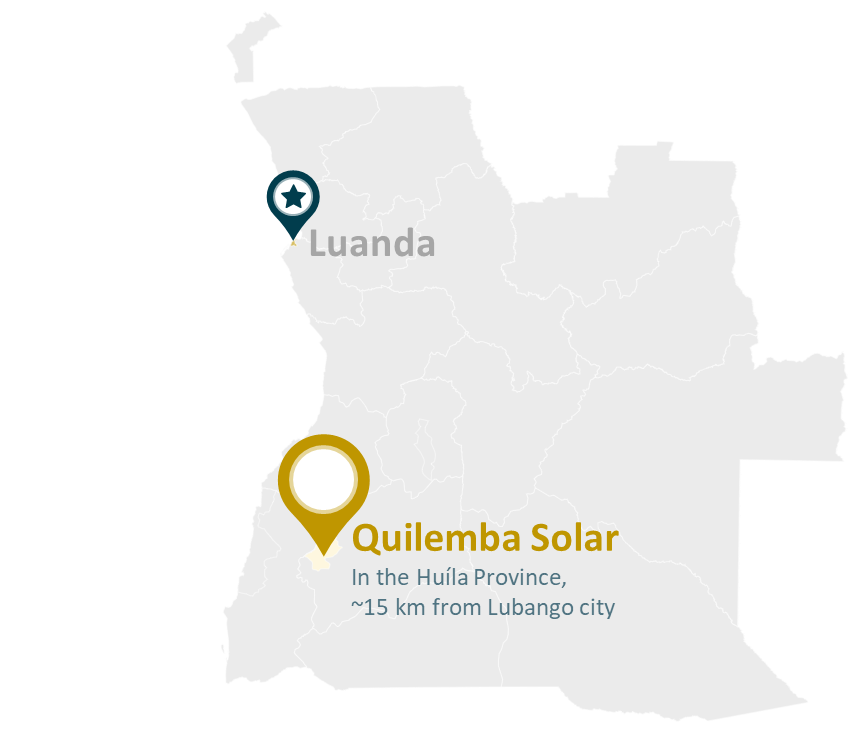 Luanda
Quilemba Solar
In the Huíla Province,
~15 km from Lubango city